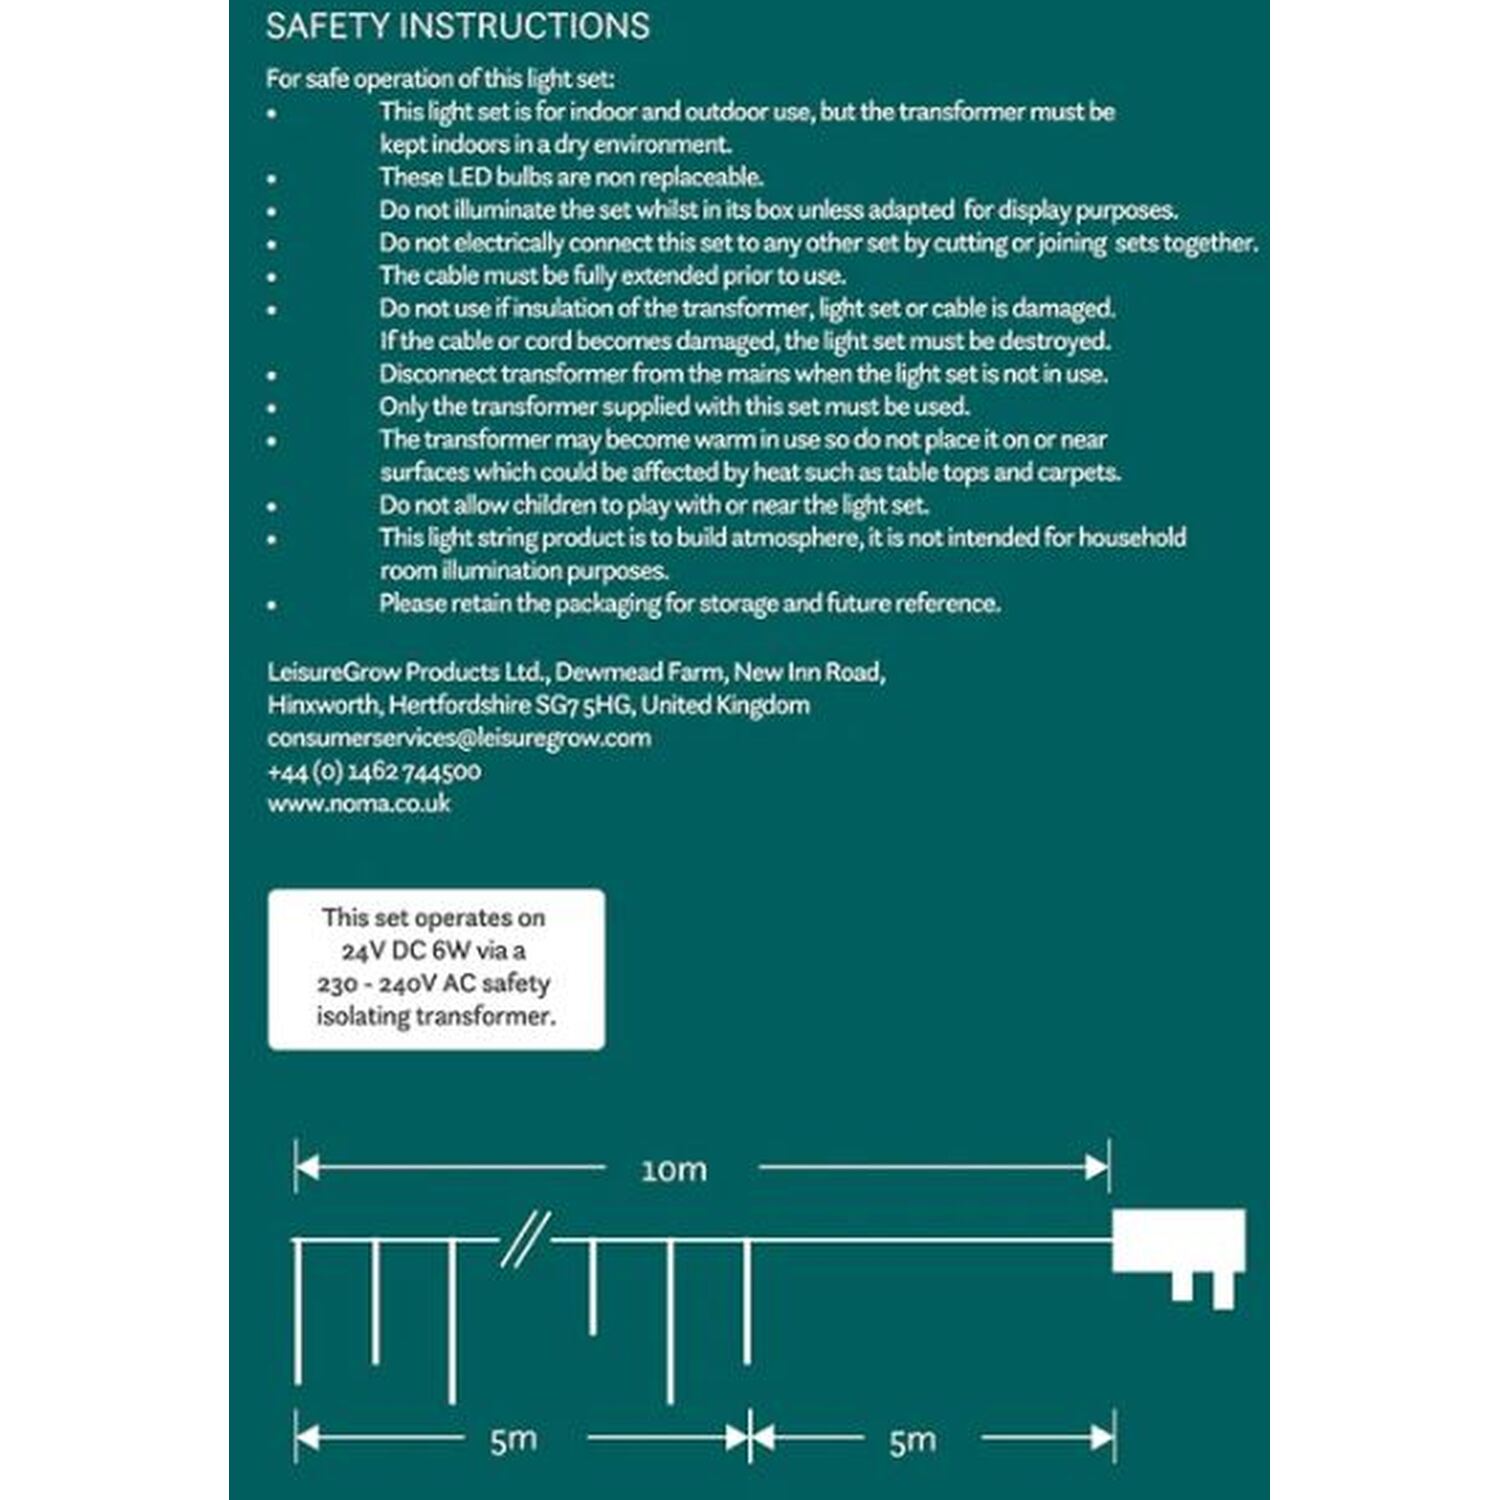 SAFETY INSTRUCTIONS
For safe operation of this light set:
• This light set is for indoor and outdoor use, but the transformer must be
kept indoors in a dry environment.
• These LED bulbs are non replaceable.
• Do not illuminate the set whilst in its box unless adapted for display purposes.
• Do not electrically connect this set to any other set by cutting or joining sets together.
• The cable must be fully extended prior to use.
• Do not use if insulation of the transformer, light set or cable is damaged.
If the cable or cord becomes damaged, the light set must be destroyed.
• Disconnect transformer from the mains when the light set is not in use.
• Only the transformer supplied with this set must be used.
• The transformer may become warm in use so do not place it on or near
surfaces which could be affected by heat such as table tops and carpets.
• Do not allow children to play with or near the light set.
• This light string product is to build atmosphere, it is not intended for household
room illumination purposes.
• Please retain the packaging for storage and future reference.
LeisureGrow Products Ltd., Dewmead Farm, New Inn Road,
Hinxworth, Hertfordshire SG7 5HG, United Kingdom
consumerservices@leisuregrow.com
+44 (0) 1462 744500
www.noma.co.uk
This set operates on
24V DC 6W via a
230 - 240V AC safety
isolating transformer.
10m
5m
5m